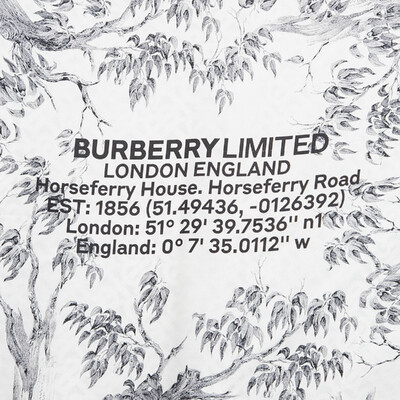 BURBERRY LIMITED
LONDON ENGLAND
Horseferry House. Horseferry Road
EST: 1856 (51.49436, -0126392)
London: 51° 29' 39.7536'' n1
England: 0° 7' 35.0112'' w